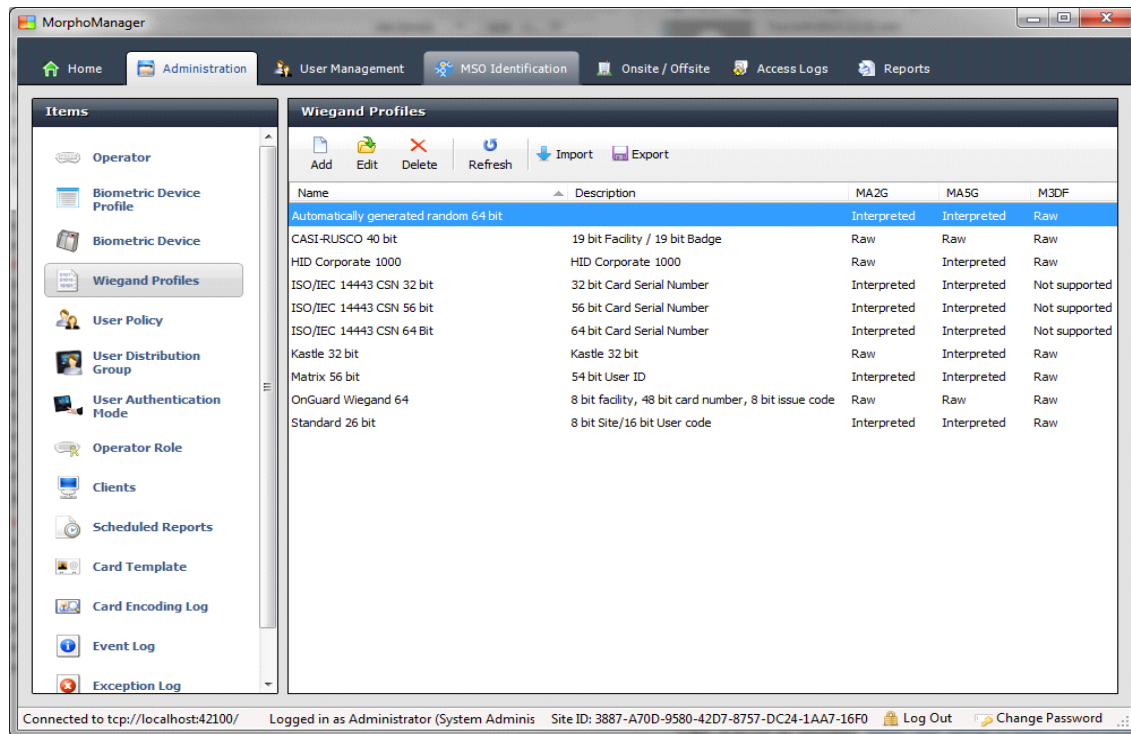 MorphoManager
Home Administration User Management MSO Identification Onsite / Offsite Access Logs Reports
Items
Operator
Biometric Device
Profile
Biometric Device
Wiegand Profiles
User Policy
User Distribution
Group
User Authentication
Mode
Operator Role
Clients
Scheduled Reports
Card Template
Card Encoding Log
Event Log
Exception Log
Wiegand Profiles
Add Edit Delete Refresh Import Export
Name Description MA2G MA5G M3DF
Automatically generated random 64 bit Interpreted Interpreted Raw
CASI-RUSCO 40 bit 19 bit Facility / 19 bit Badge Raw Raw Raw
HID Corporate 1000 HID Corporate 1000 Raw Interpreted Raw
ISO/IEC 14443 CSN 32 bit 32 bit Card Serial Number Interpreted Interpreted Not supported
ISO/IEC 14443 CSN 56 bit 56 bit Card Serial Number Interpreted Interpreted Not supported
ISO/IEC 14443 CSN 64 Bit 64 bit Card Serial Number Interpreted Interpreted Not supported
Kastle 32 bit Kastle 32 bit Raw Interpreted Raw
Matrix 56 bit 54 bit User ID Interpreted Interpreted Raw
OnGuard Wiegand 64 8 bit facility, 48 bit card number, 8 bit issue code Raw Raw Raw
Standard 26 bit 8 bit Site/16 bit User code Interpreted Interpreted Raw
Connected to tcp://localhost:42100/ Logged in as Administrator (System Adminis Site ID: 3887-A70D-9580-42D7-8757-DC24-1AA7-16F0 Log Out Change Password